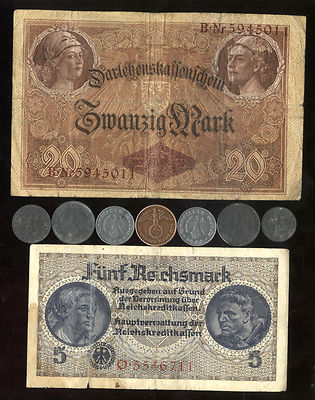 B·Nr 5945011
Darlehenskassenschein
Zwanzig Mark
20
20
B·Nr 5945011
Fünf Reichsmark
Ausgegeben auf Grund
der Verordnung über
Reichskreditkassen.
Hauptverwaltung der
Reichskreditkassen
5
5
O·5546711